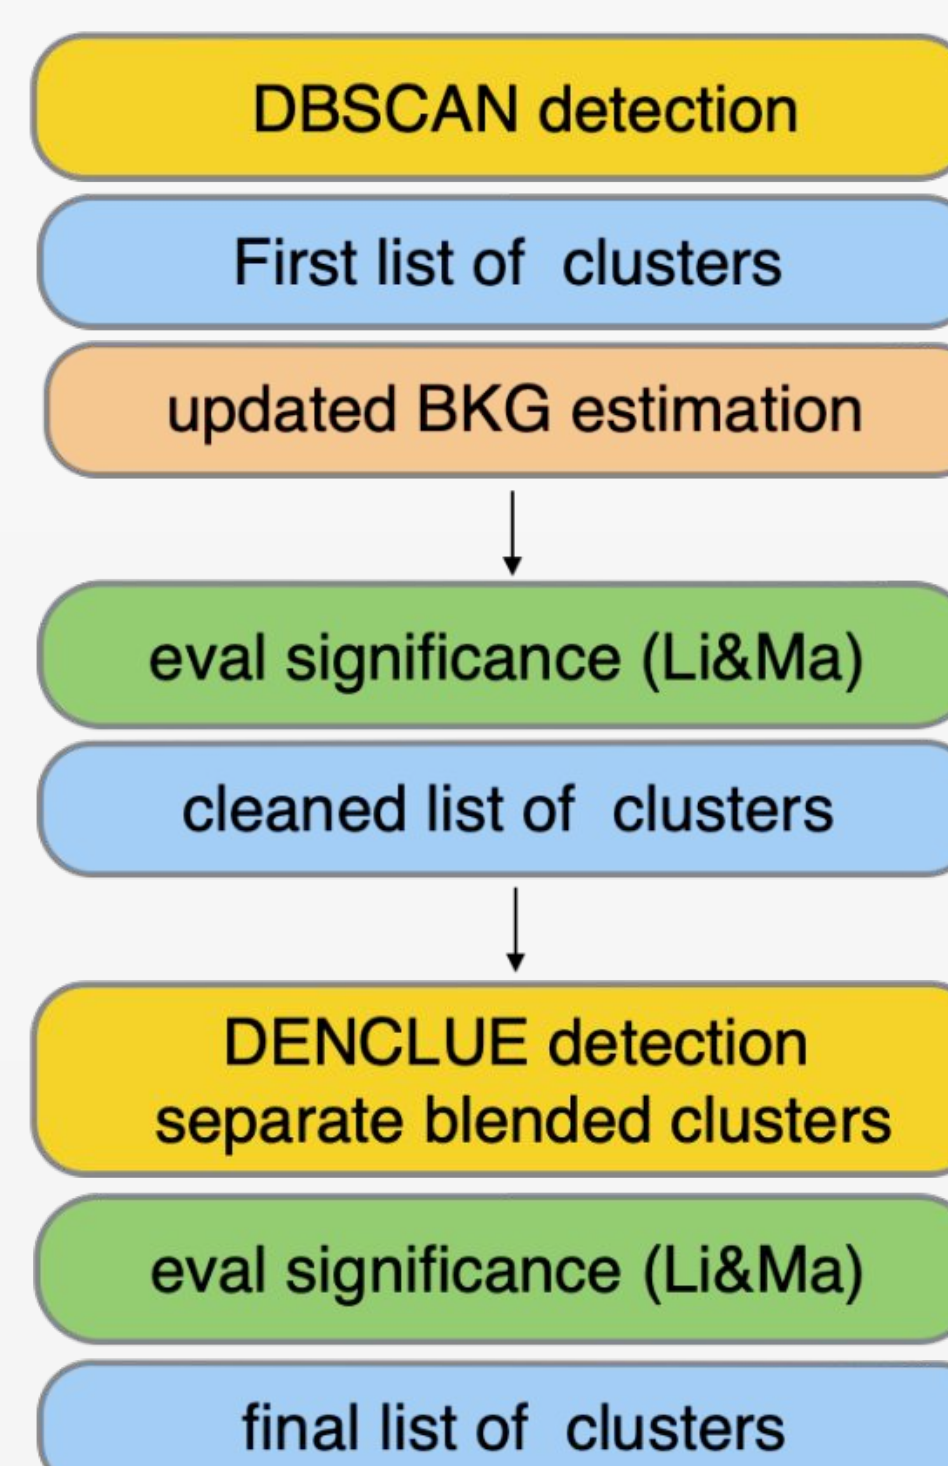 DBSCAN detection
First list of clusters
updated BKG estimation
eval significance (Li&Ma)
cleaned list of clusters
DENCLUE detection
separate blended clusters
eval significance (Li&Ma)
final list of clusters